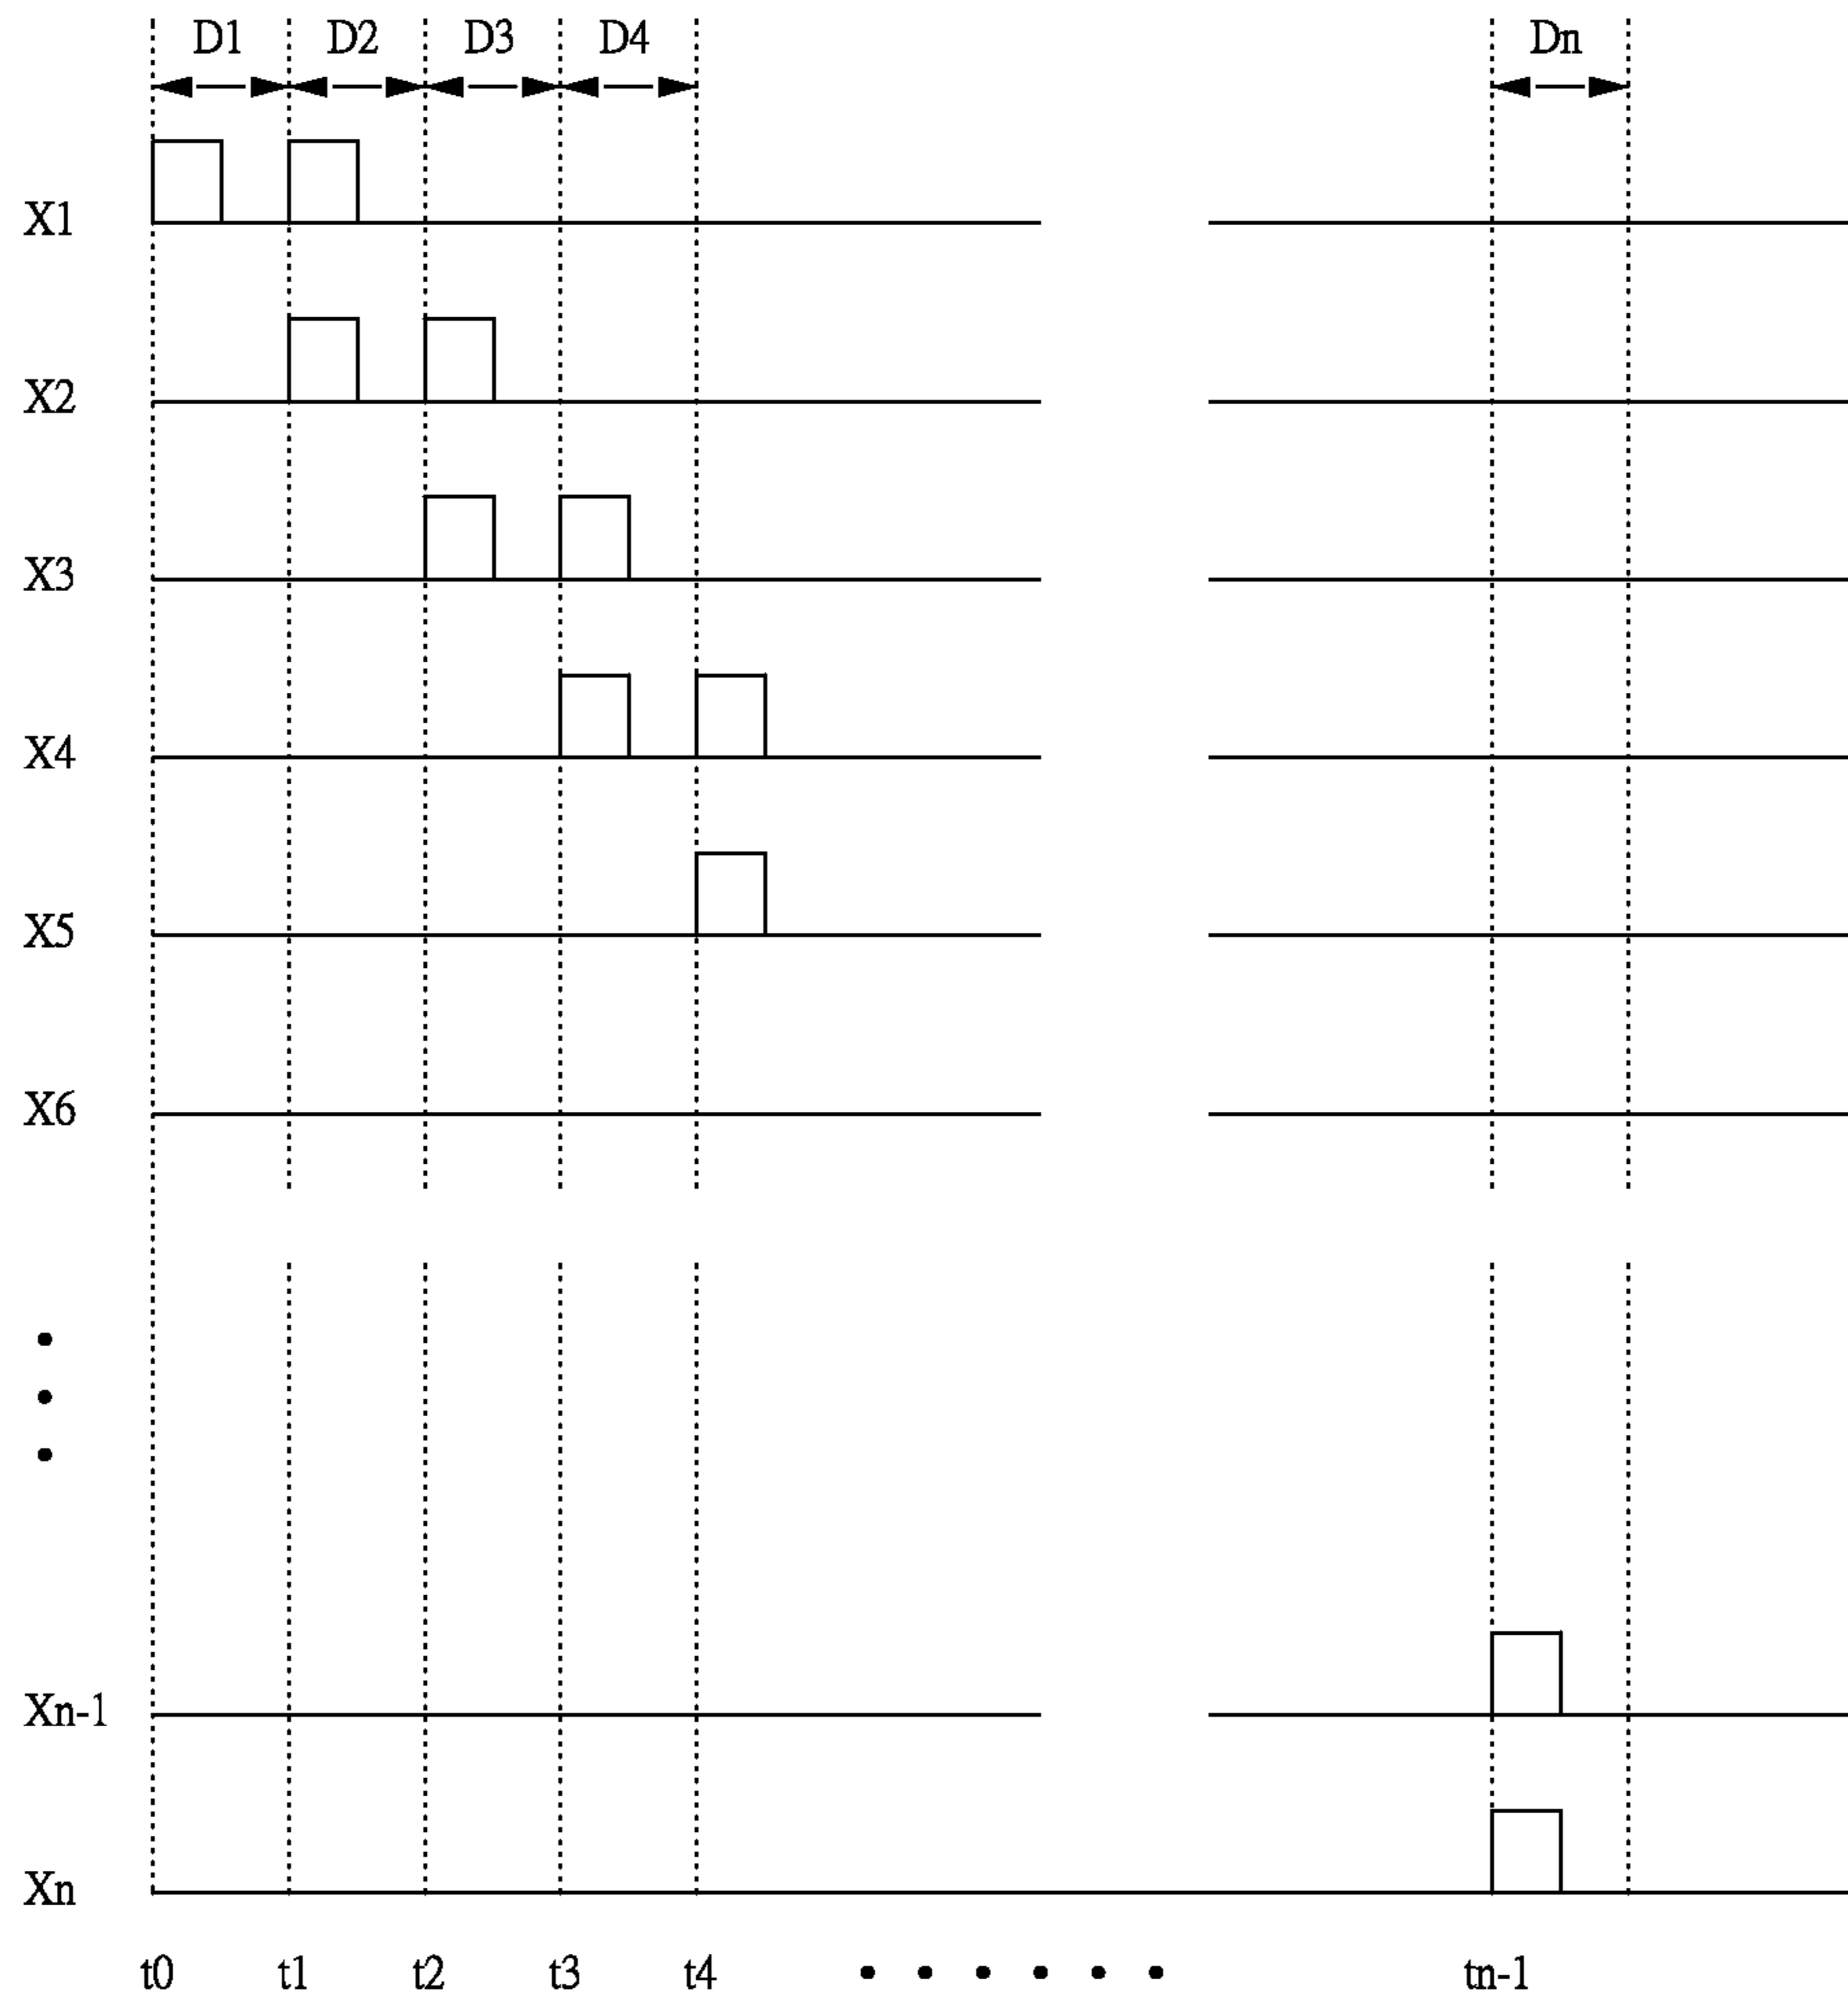 D1 D2 D3 D4 Dn
X1
X2
X3
X4
X5
X6
Xn-1
Xn
t0 t1 t2 t3 t4 tn-1